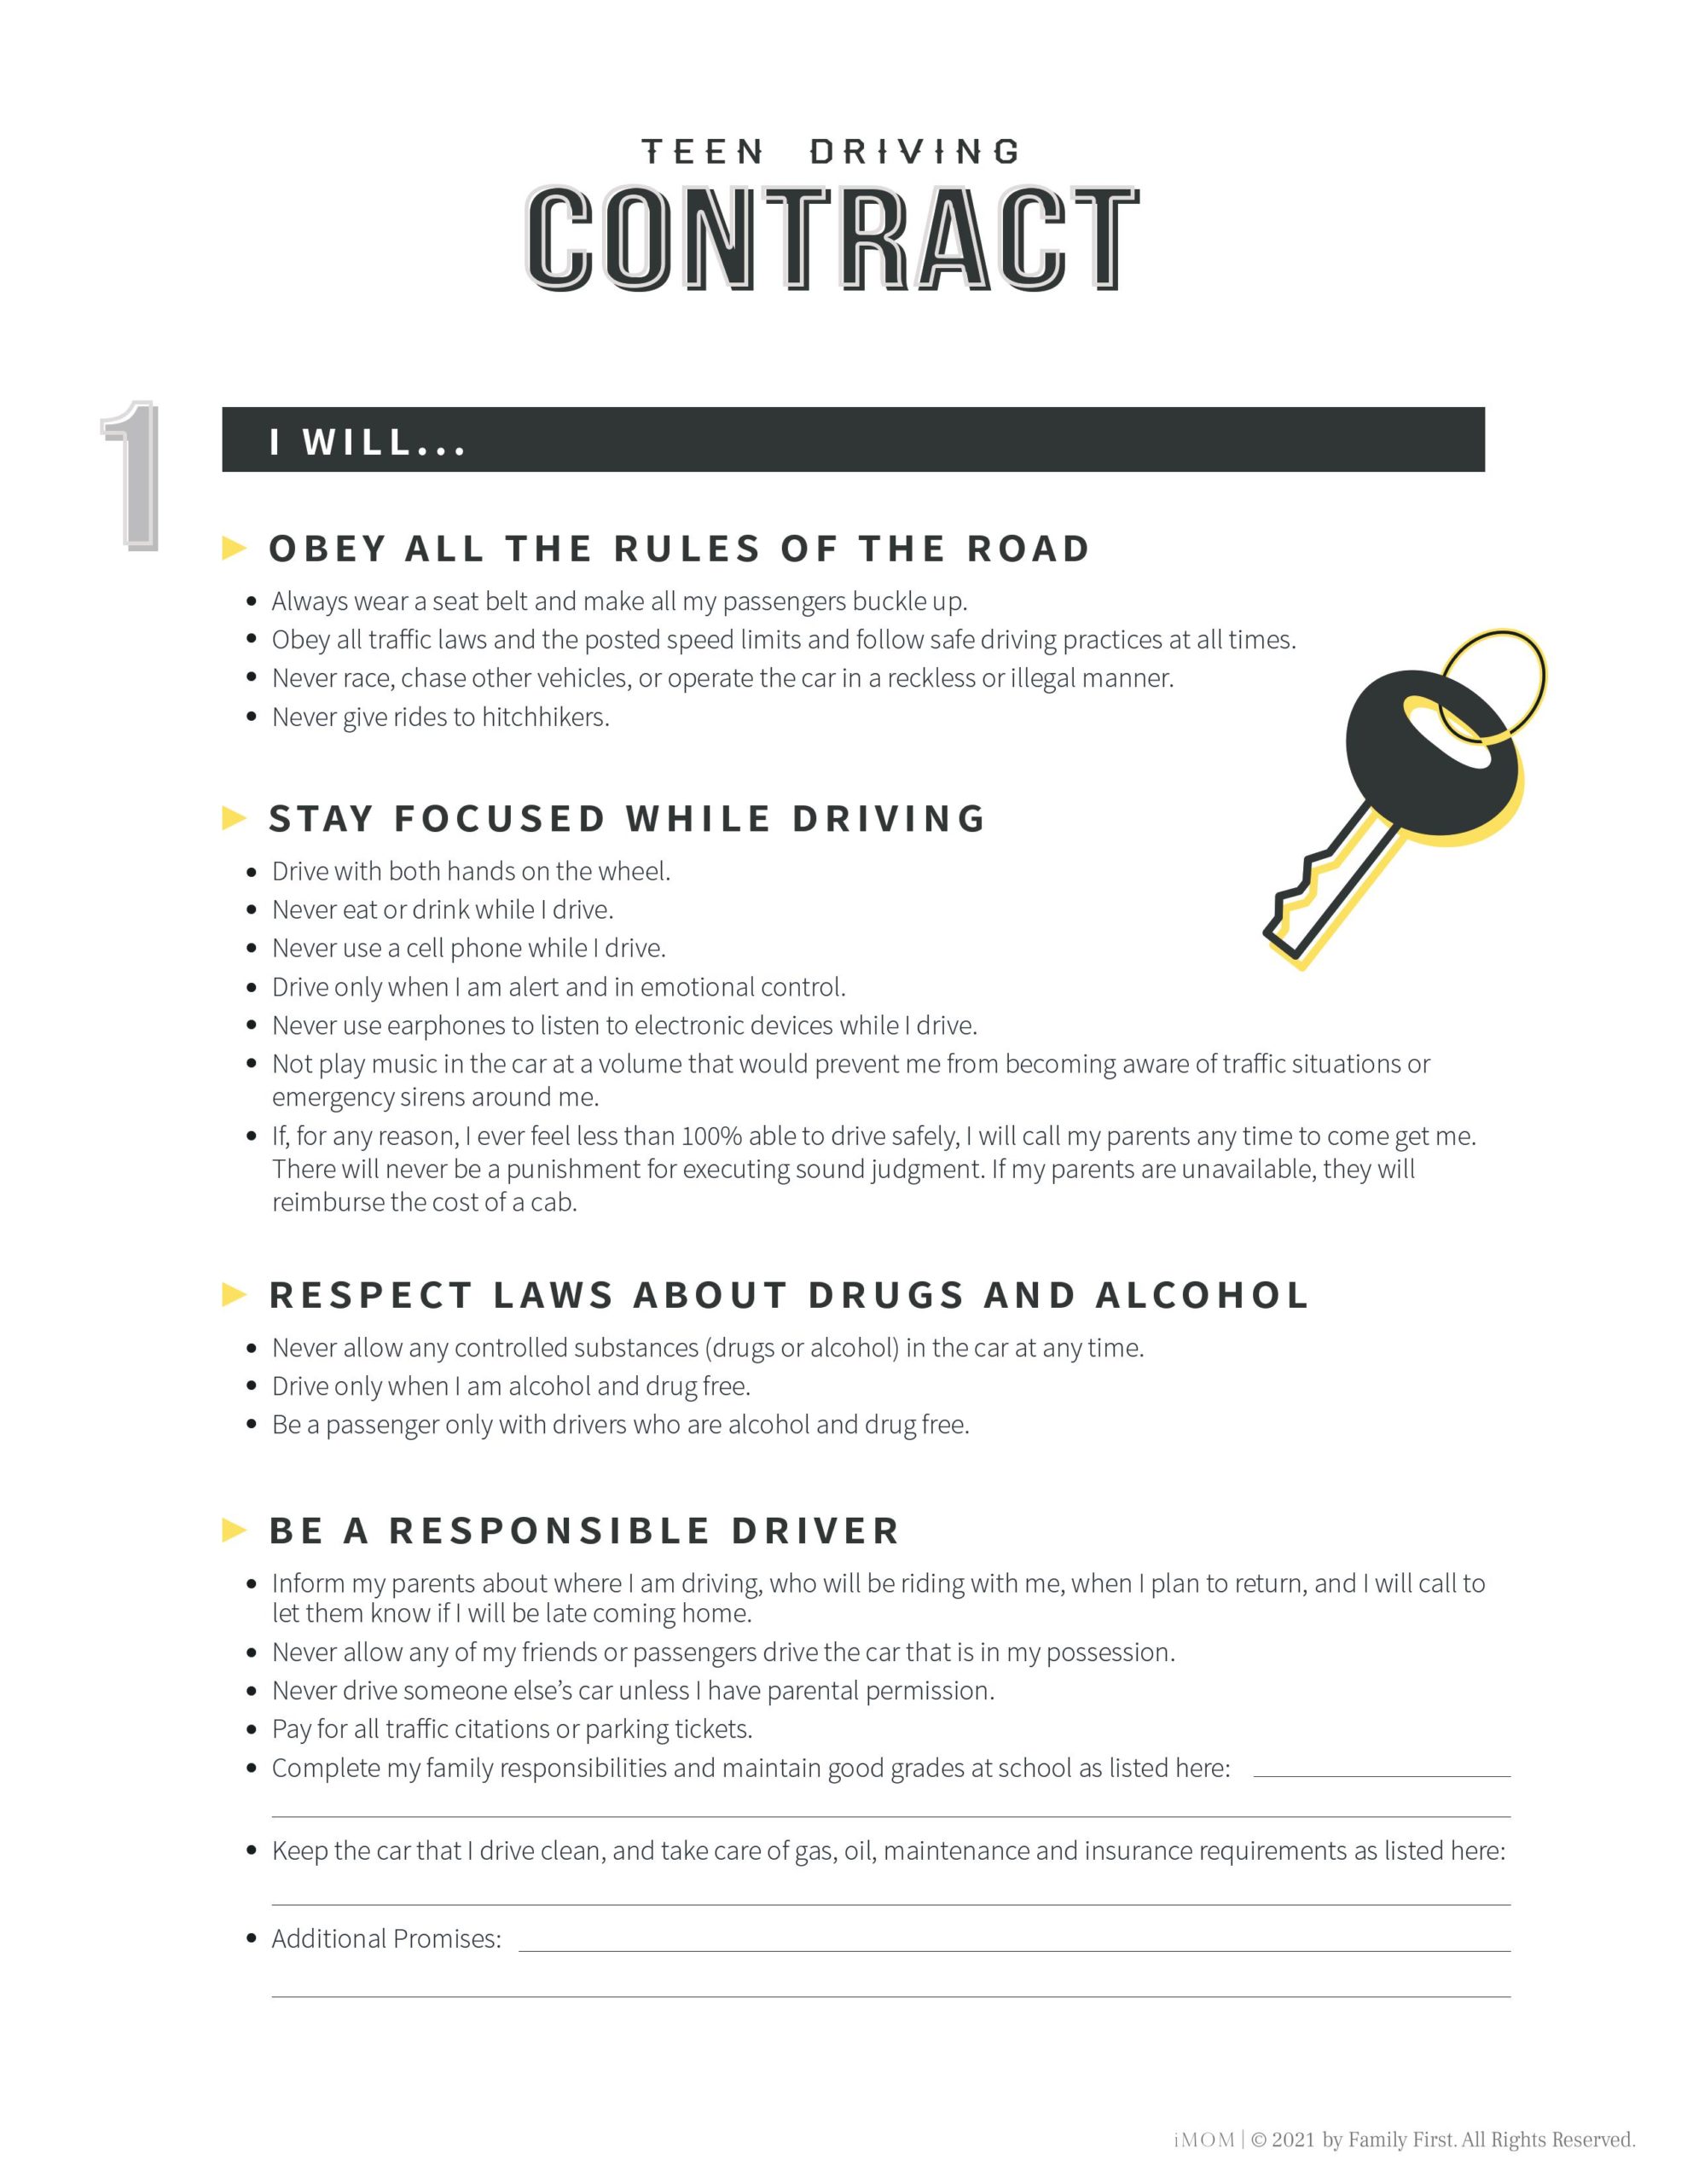 TEEN DRIVING
CONTRACT
1
I WILL...
OBEY ALL THE RULES OF THE ROAD
• Always wear a seat belt and make all my passengers buckle up.
• Obey all traffic laws and the posted speed limits and follow safe driving practices at all times.
• Never race, chase other vehicles, or operate the car in a reckless or illegal manner.
• Never give rides to hitchhikers.
STAY FOCUSED WHILE DRIVING
• Drive with both hands on the wheel.
• Never eat or drink while I drive.
• Never use a cell phone while I drive.
• Drive only when I am alert and in emotional control.
• Never use earphones to listen to electronic devices while I drive.
• Not play music in the car at a volume that would prevent me from becoming aware of traffic situations or
emergency sirens around me.
• If, for any reason, I ever feel less than 100% able to drive safely, I will call my parents any time to come get me.
There will never be a punishment for executing sound judgment. If my parents are unavailable, they will
reimburse the cost of a cab.
RESPECT LAWS ABOUT DRUGS AND ALCOHOL
• Never allow any controlled substances (drugs or alcohol) in the car at any time.
• Drive only when I am alcohol and drug free.
• Be a passenger only with drivers who are alcohol and drug free.
BE A RESPONSIBLE DRIVER
• Inform my parents about where I am driving, who will be riding with me, when I plan to return, and I will call to
let them know if I will be late coming home.
• Never allow any of my friends or passengers drive the car that is in my possession.
• Never drive someone else’s car unless I have parental permission.
• Pay for all traffic citations or parking tickets.
• Complete my family responsibilities and maintain good grades at school as listed here:
• Keep the car that I drive clean, and take care of gas, oil, maintenance and insurance requirements as listed here:
• Additional Promises:
iMOM | © 2021 by Family First. All Rights Reserved.